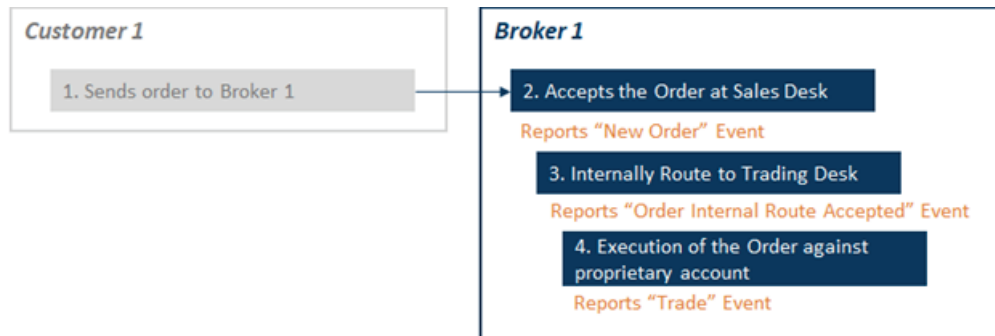 Customer 1
1. Sends order to Broker 1
Broker 1
2. Accepts the Order at Sales Desk
Reports “New Order” Event
3. Internally Route to Trading Desk
Reports “Order Internal Route Accepted” Event
4. Execution of the Order against
proprietary account
Reports “Trade” Event